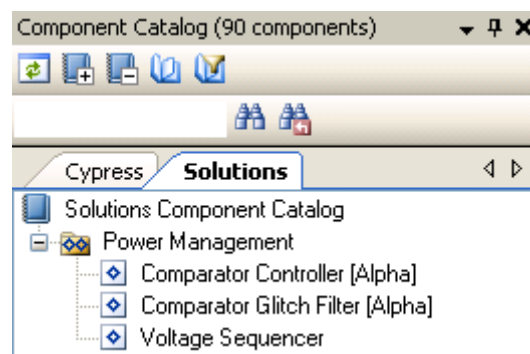 Component Catalog (90 components)
Cypress Solutions
Solutions Component Catalog
Power Management
Comparator Controller [Alpha]
Comparator Glitch Filter [Alpha]
Voltage Sequencer